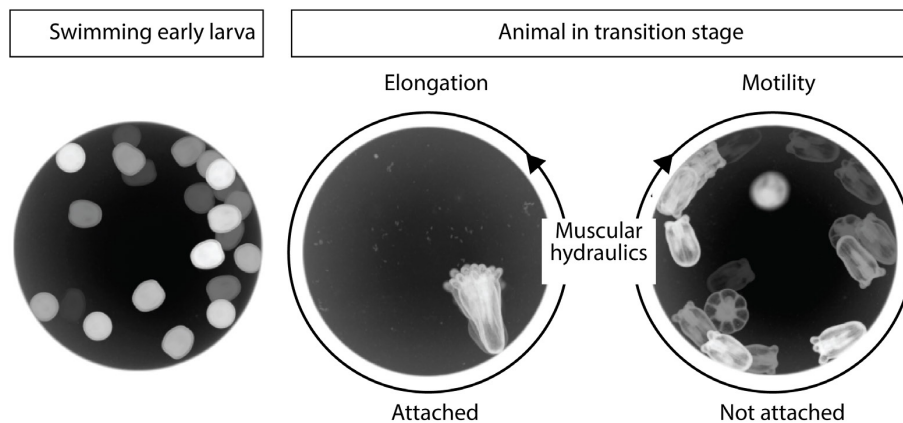 Swimming early larva
Animal in transition stage
Elongation
Motility
Muscular
hydraulics
Attached
Not attached